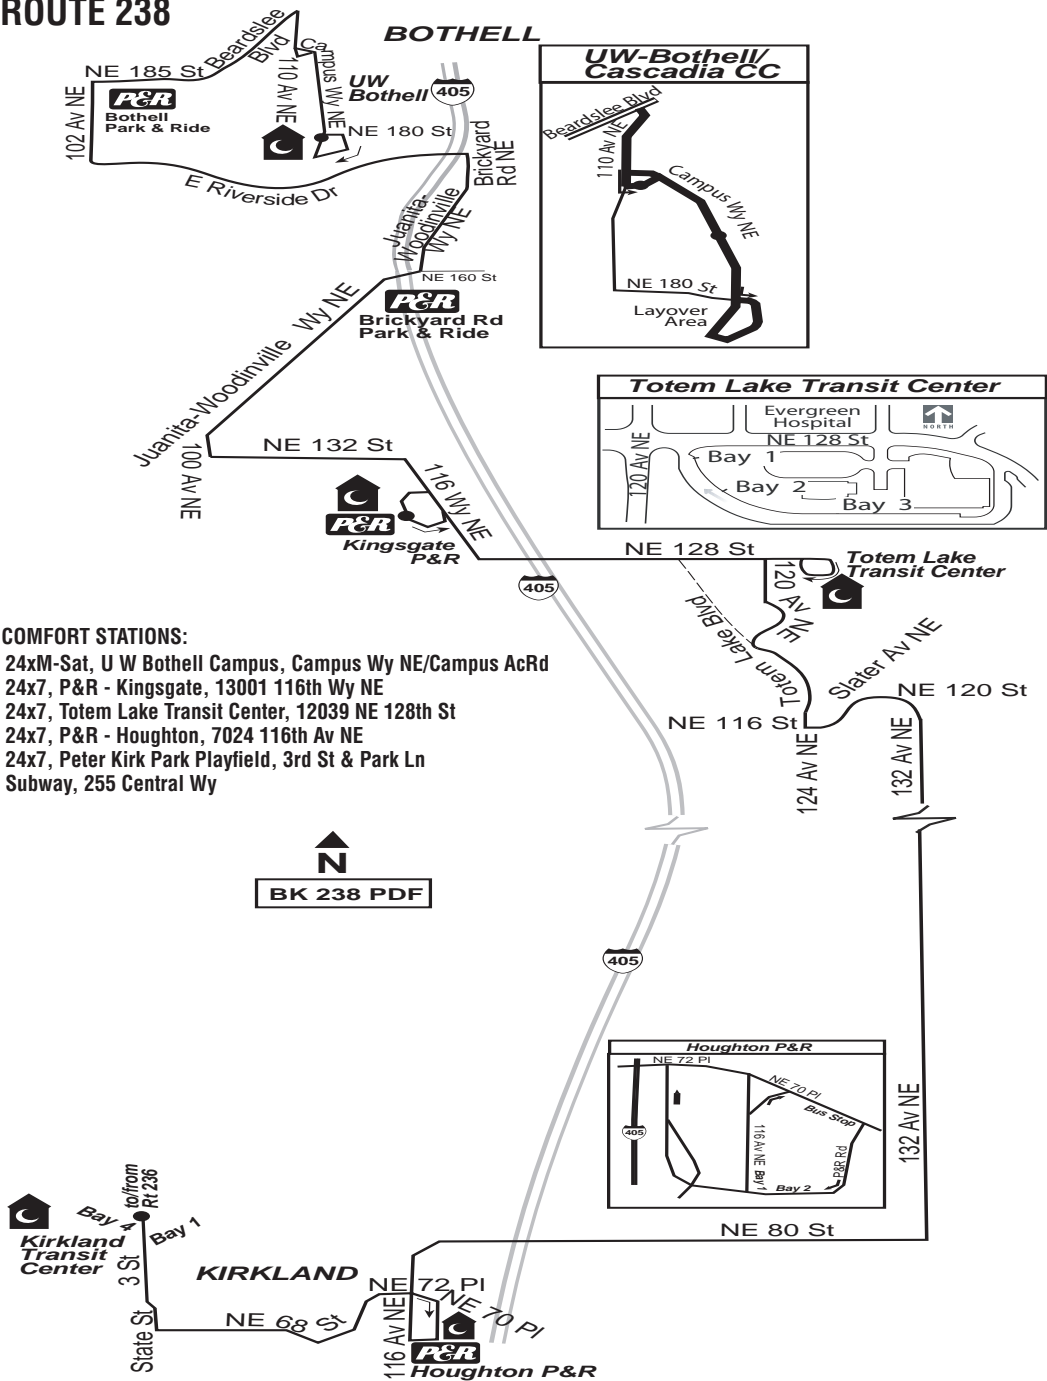 ROUTE 238
BOTHELL
Beardslee
Blvd
Campus Wy NE
110 Av NE
NE 185 St
P&R
Bothell
Park & Ride
102 Av NE
UW
Bothell
405
NE 180 St
Brickyard
Rd NE
E Riverside Dr
Juanita-
Woodinville
Wy NE
NE 160 St
P&R
Brickyard Rd
Park & Ride
Juanita-Woodinville Wy NE
UW-Bothell/
Cascadia CC
Beardslee Blvd
110 Av NE
Campus Wy NE
NE 180 St
Layover
Area
Totem Lake Transit Center
Evergreen
Hospital
NORTH
NE 128 St
120 Av NE
Bay 1
Bay 2
Bay 3
100 Av NE
NE 132 St
116 Wy NE
P&R
Kingsgate
P&R
NE 128 St
405
Totem Lake
Transit Center
120 Av NE
Totem Lake Blvd
Slater Av NE
NE 120 St
NE 116 St
124 Av NE
132 Av NE
COMFORT STATIONS:
24xM-Sat, U W Bothell Campus, Campus Wy NE/Campus AcRd
24x7, P&R - Kingsgate, 13001 116th Wy NE
24x7, Totem Lake Transit Center, 12039 NE 128th St
24x7, P&R - Houghton, 7024 116th Av NE
24x7, Peter Kirk Park Playfield, 3rd St & Park Ln
Subway, 255 Central Wy
N
BK 238 PDF
405
Houghton P&R
NE 72 Pl
NE 70 Pl
Bus Stop
405
116 Av NE
Bay 1
Bay 2
P&R Rd
132 Av NE
NE 80 St
to/from
Rt 236
Bay 4
Bay 1
Kirkland
Transit
Center
3 St
State St
KIRKLAND
NE 68 St
NE 72 Pl
NE 70 Pl
116 Av NE
P&R
Houghton P&R